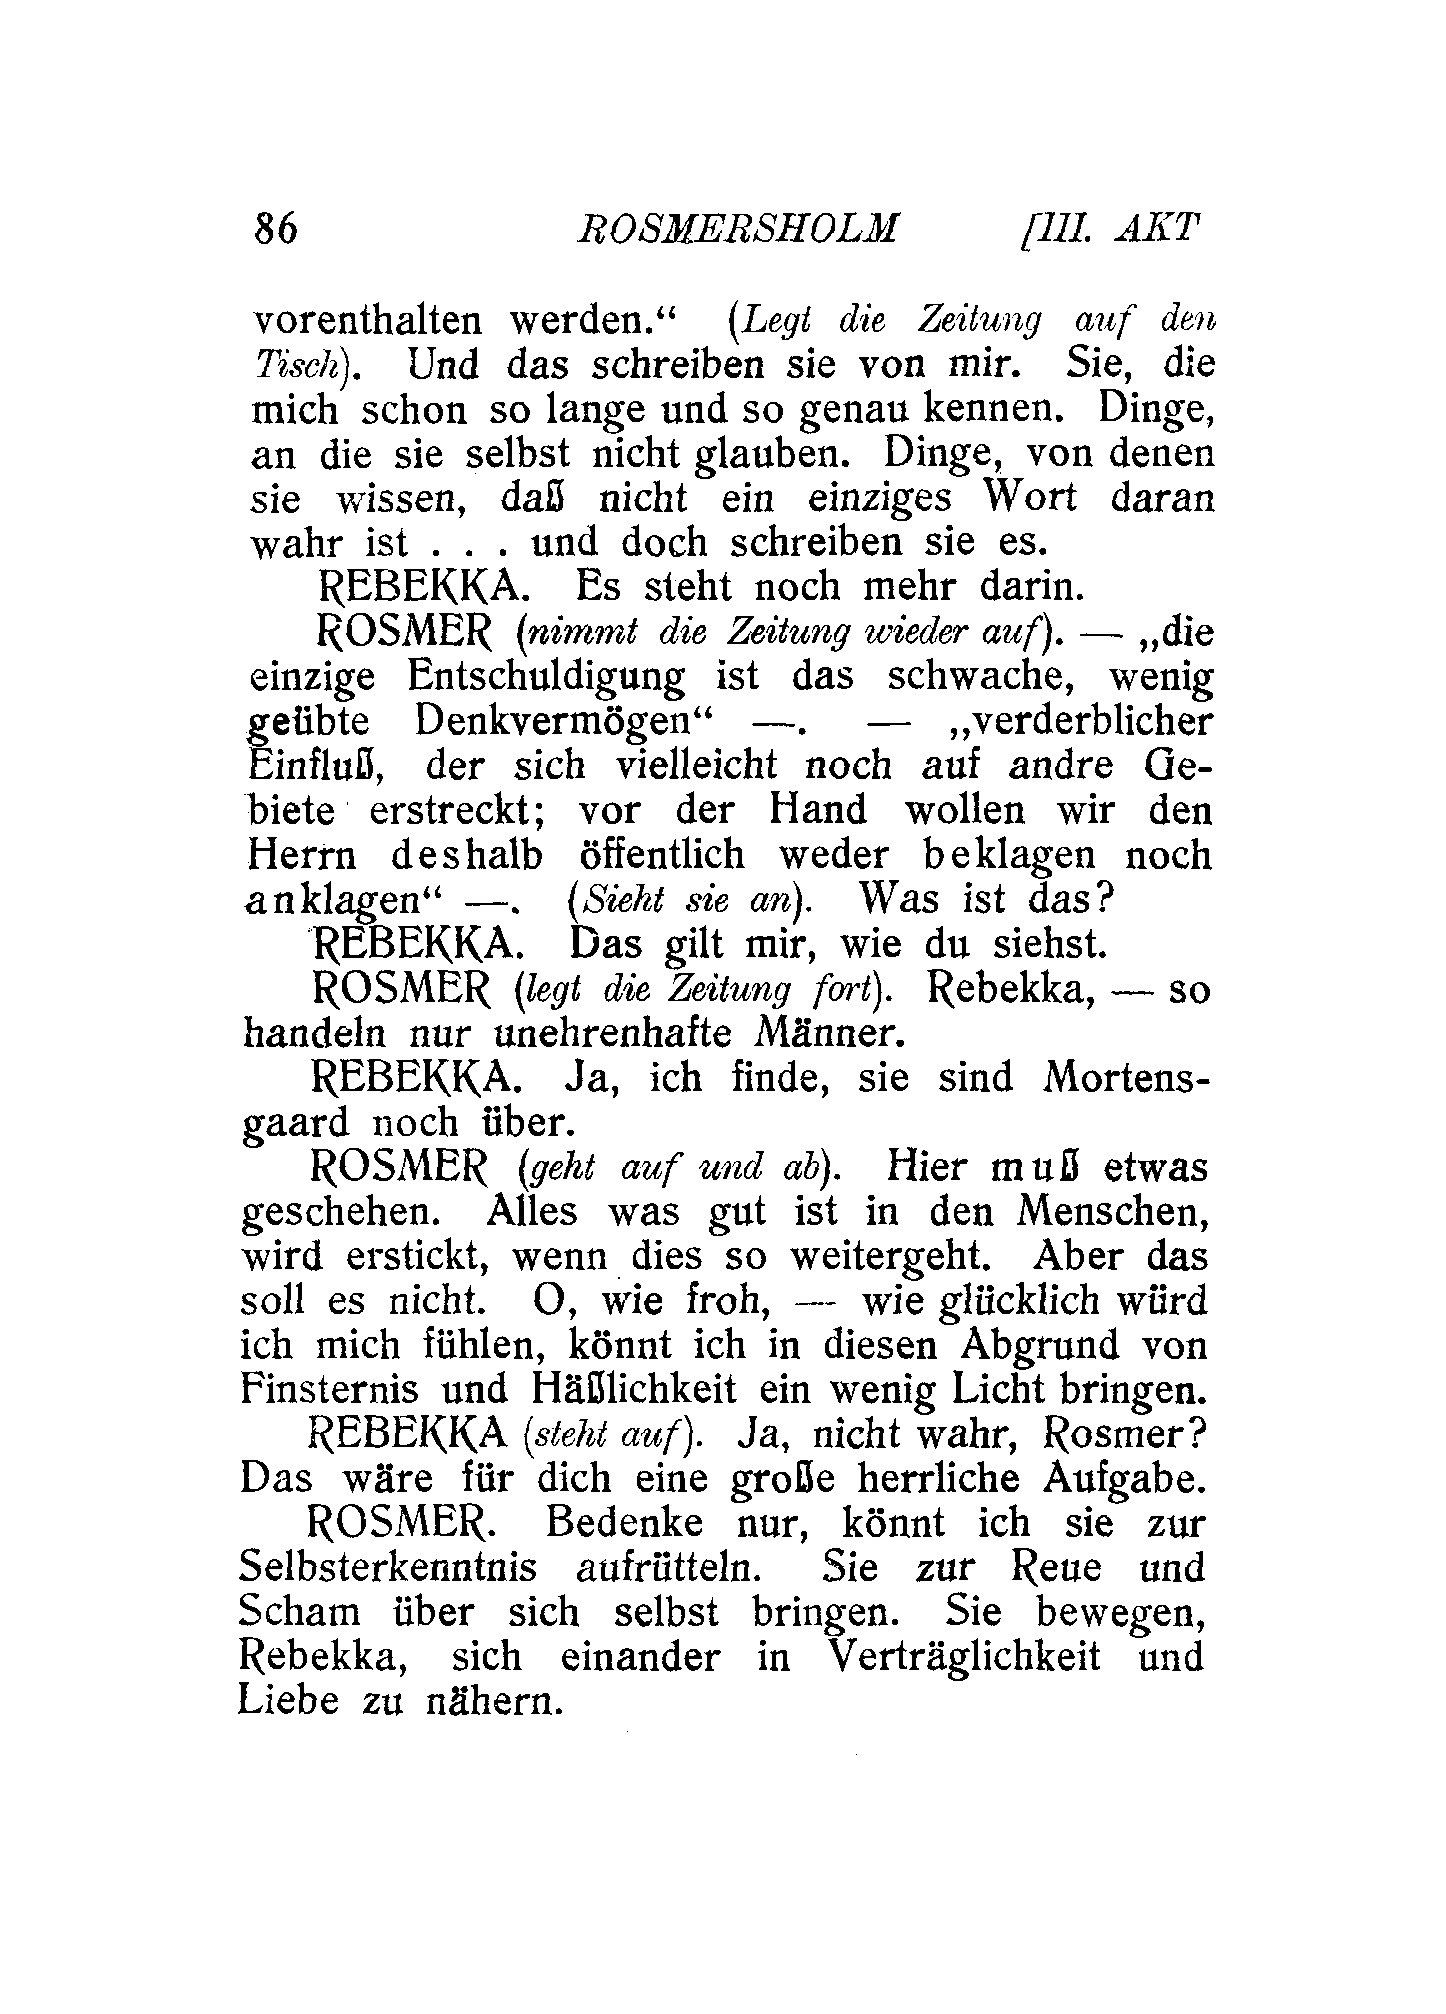 86 ROSMERSHOLM [III. AKT
vorenthalten werden.“ (Legt die Zeitung auf den
Tisch). Und das schreiben sie von mir. Sie, die
mich schon so lange und so genau kennen. Dinge,
an die sie selbst nicht glauben. Dinge, von denen
sie wissen, daß nicht ein einziges Wort daran
wahr ist . . . und doch schreiben sie es.
REBEKKA. Es steht noch mehr darin.
ROSMER (nimmt die Zeitung wieder auf). — „die
einzige Entschuldigung ist das schwache, wenig
geübte Denkvermögen“ —. — „verderblicher
Einfluß, der sich vielleicht noch auf andre Ge-
biete erstreckt; vor der Hand wollen wir den
Herrn deshalb öffentlich weder beklagen noch
anklagen“ —. (Sieht sie an). Was ist das?
REBEKKA. Das gilt mir, wie du siehst.
ROSMER (legt die Zeitung fort). Rebekka, — so
handeln nur unehrenhafte Männer.
REBEKKA. Ja, ich finde, sie sind Mortens-
gaard noch über.
ROSMER (geht auf und ab). Hier muß etwas
geschehen. Alles was gut ist in den Menschen,
wird erstickt, wenn dies so weitergeht. Aber das
soll es nicht. O, wie froh, — wie glücklich würd
ich mich fühlen, könnt ich in diesen Abgrund von
Finsternis und Häßlichkeit ein wenig Licht bringen.
REBEKKA (steht auf). Ja, nicht wahr, Rosmer?
Das wäre für dich eine große herrliche Aufgabe.
ROSMER. Bedenke nur, könnt ich sie zur
Selbsterkenntnis aufrütteln. Sie zur Reue und
Scham über sich selbst bringen. Sie bewegen,
Rebekka, sich einander in Verträglichkeit und
Liebe zu nähern.